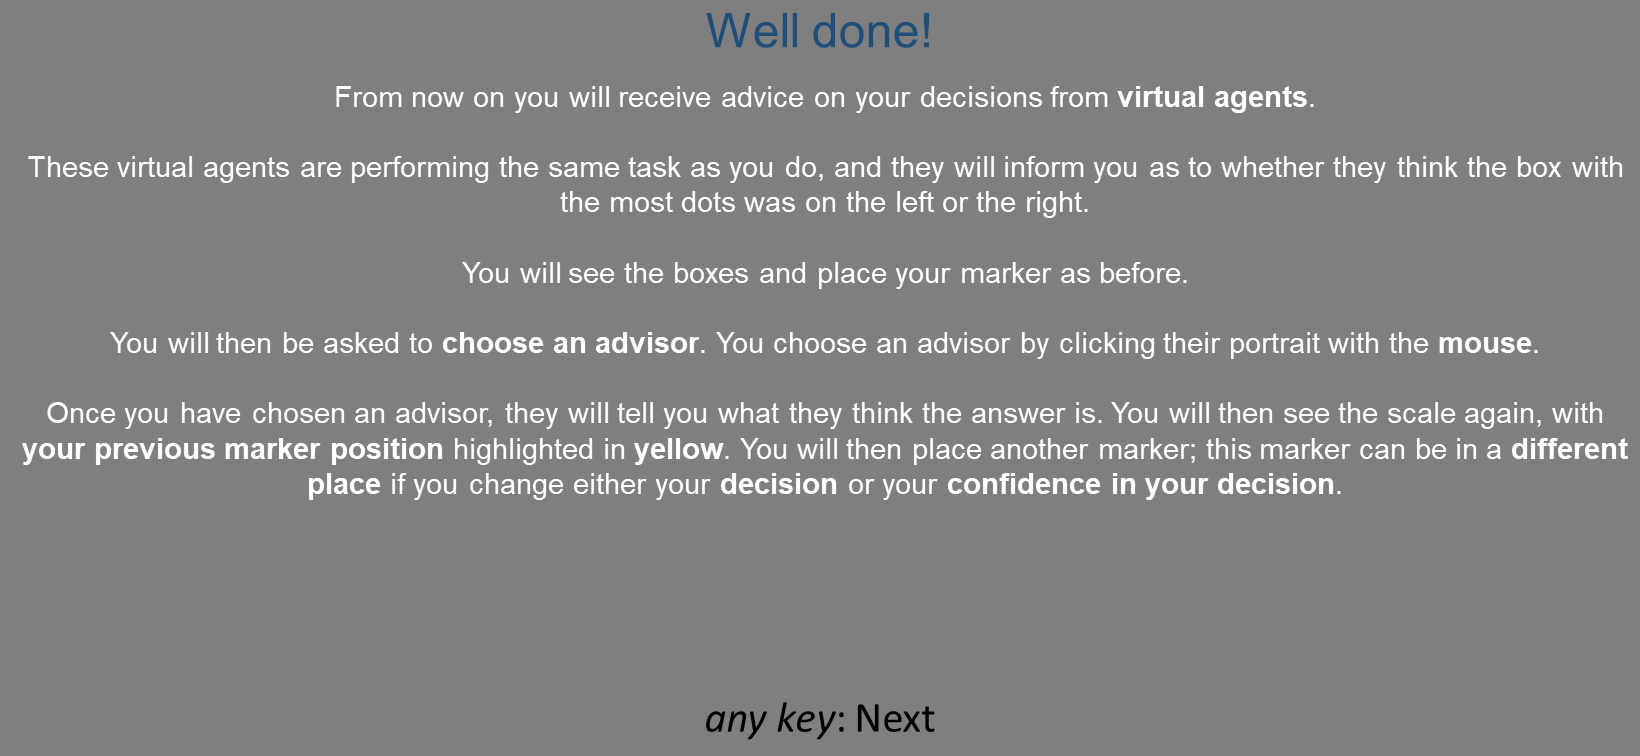 Well done!
From now on you will receive advice on your decisions from virtual agents.
These virtual agents are performing the same task as you do, and they will inform you as to whether they think the box with
the most dots was on the left or the right.
You will see the boxes and place your marker as before.
You will then be asked to choose an advisor. You choose an advisor by clicking their portrait with the mouse.
Once you have chosen an advisor, they will tell you what they think the answer is. You will then see the scale again, with
your previous marker position highlighted in yellow. You will then place another marker; this marker can be in a different
place if you change either your decision or your confidence in your decision.
any key: Next